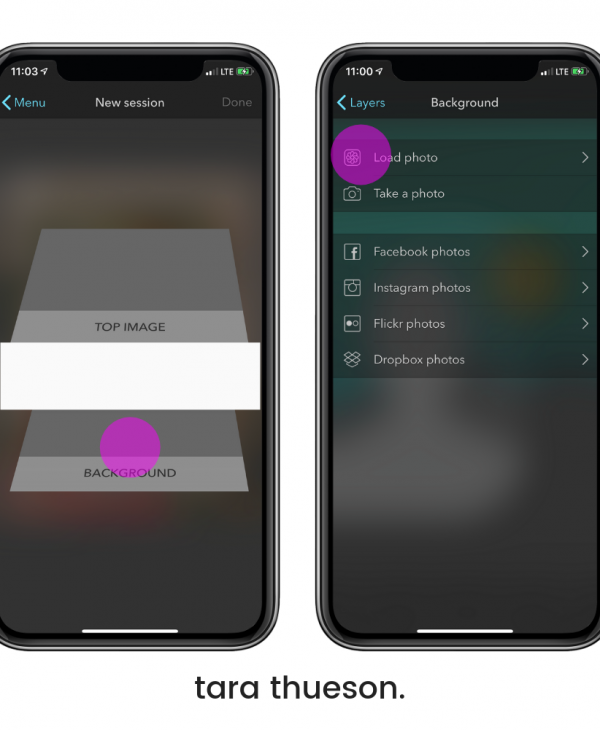 11:03
LTE
Menu
New session
Done
TOP IMAGE
BACKGROUND
11:00
LTE
Layers
Background
Load photo
Take a photo
Facebook photos
Instagram photos
Flickr photos
Dropbox photos
tara thueson.